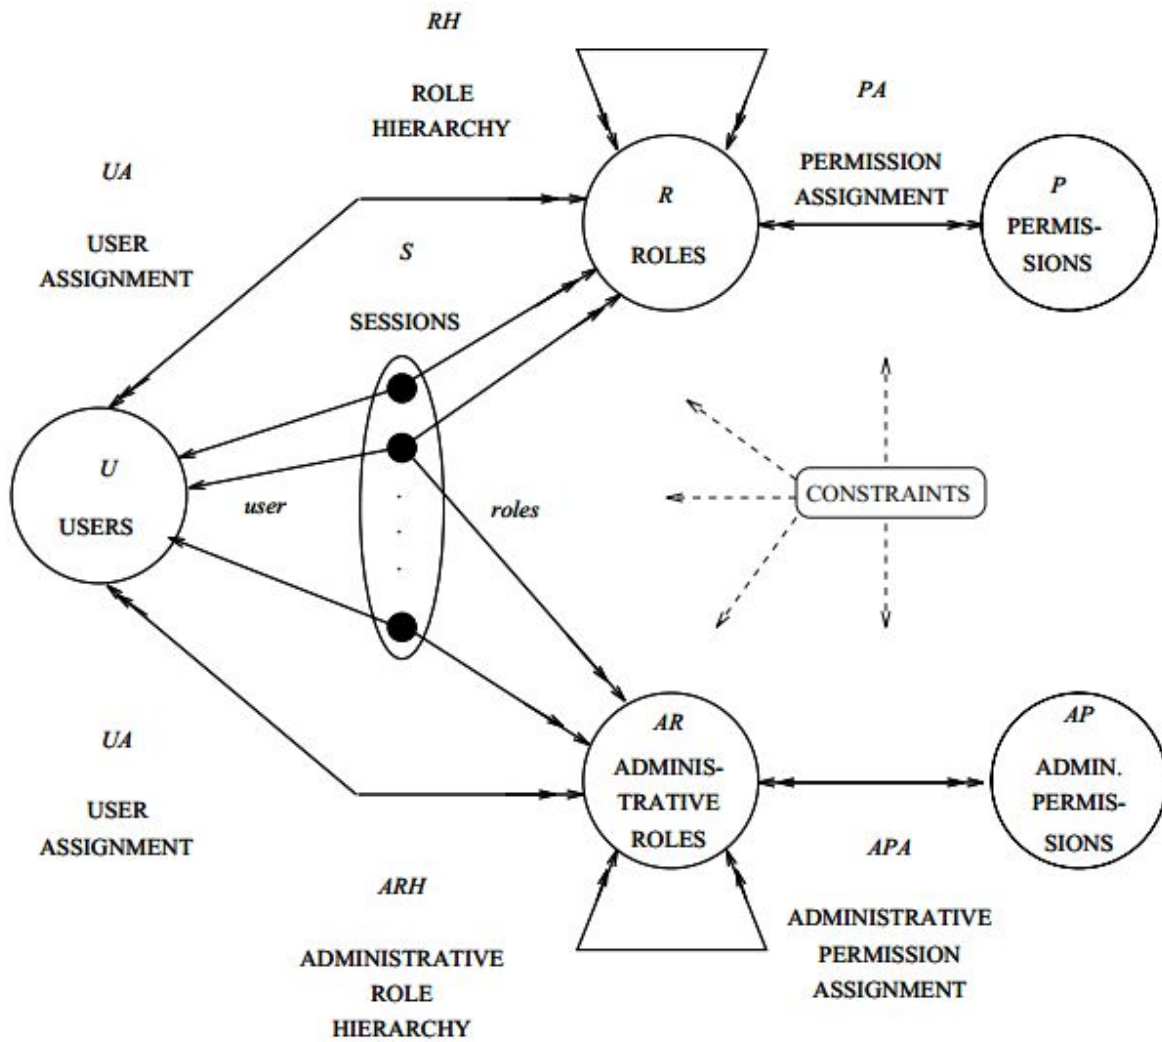 RH
ROLE
HIERARCHY
PA
PERMISSION
ASSIGNMENT
UA
USER
ASSIGNMENT
S
SESSIONS
R
ROLES
P
PERMIS-
SIONS
U
USERS
user
roles
CONSTRAINTS
UA
USER
ASSIGNMENT
AR
ADMINIS-
TRATIVE
ROLES
AP
ADMIN.
PERMIS-
SIONS
ARH
ADMINISTRATIVE
ROLE
HIERARCHY
APA
ADMINISTRATIVE
PERMISSION
ASSIGNMENT